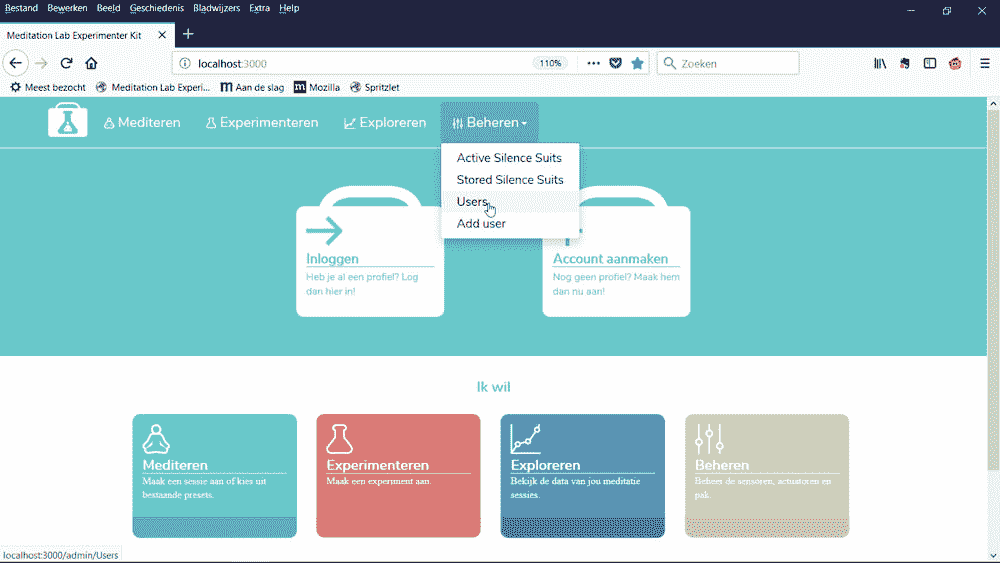 Bestand Bewerken Beeld Geschiedenis Bladwijzers Extra Help
Meditation Lab Experimenter Kit
localhost:3000
110%
Zoeken
Meest bezocht
Meditation Lab Experi...
Aan de slag
Mozilla
Spritzlet
Mediteren
Experimenteren
Exploreren
Beheren
Active Silence Suits
Stored Silence Suits
Users
Add user
Inloggen
Heb je al een profiel? Log
dan hier in!
Account aanmaken
Nog geen profiel? Maak hem
dan nu aan!
Ik wil
Mediteren
Maak een sessie aan of kies uit
bestaande presets.
Experimenteren
Maak een experiment aan.
Exploreren
Bekijk de data van jou meditatie
sessies.
Beheren
Beheer de sensoren, actuatoren en
pak.
localhost:3000/admin/Users